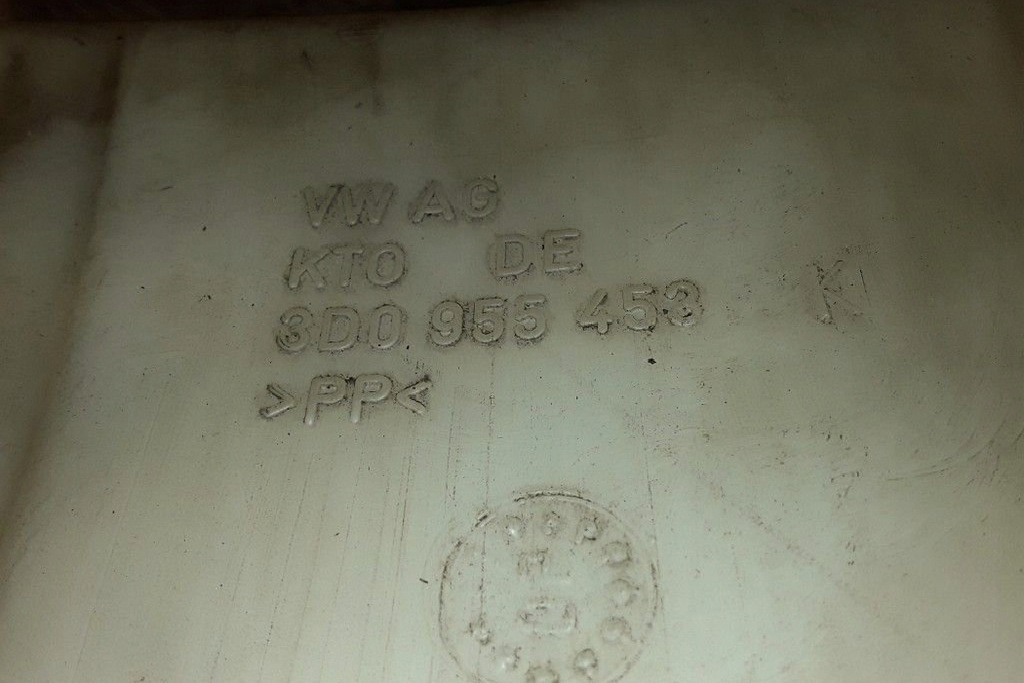 VW AG
KTO DE
3D0 955 453
>PP<